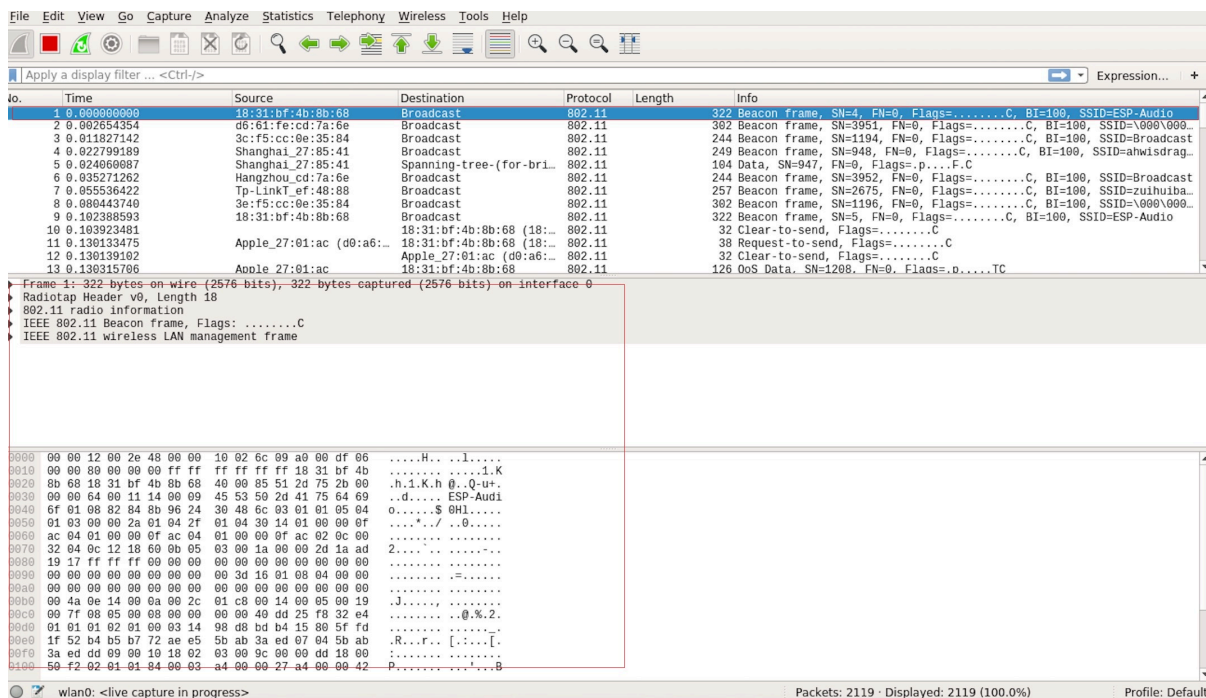 File Edit View Go Capture Analyze Statistics Telephony Wireless Tools Help
Apply a display filter ... <Ctrl-/> Expression... +
No. Time Source Destination Protocol Length Info
1 0.000000000 18:31:bf:4b:8b:68 Broadcast 802.11 322 Beacon frame, SN=4, FN=0, Flags=........C, BI=100, SSID=ESP-Audio
2 0.002654354 d6:61:fe:cd:7a:6e Broadcast 802.11 302 Beacon frame, SN=3951, FN=0, Flags=........C, BI=100, SSID=\000\000…
3 0.011827142 3c:f5:cc:0e:35:84 Broadcast 802.11 244 Beacon frame, SN=1194, FN=0, Flags=........C, BI=100, SSID=Broadcast
4 0.022799189 Shanghai_27:85:41 Broadcast 802.11 249 Beacon frame, SN=948, FN=0, Flags=........C, BI=100, SSID=ahwisdrag…
5 0.024060087 Shanghai_27:85:41 Spanning-tree-(for-bri… 802.11 104 Data, SN=947, FN=0, Flags=.p....F.C
6 0.035271262 Hangzhou_cd:7a:6e Broadcast 802.11 244 Beacon frame, SN=3952, FN=0, Flags=........C, BI=100, SSID=Broadcast
7 0.055536422 Tp-LinkT_ef:48:88 Broadcast 802.11 257 Beacon frame, SN=2675, FN=0, Flags=........C, BI=100, SSID=zuihuiba…
8 0.080443740 3e:f5:cc:0e:35:84 Broadcast 802.11 302 Beacon frame, SN=1196, FN=0, Flags=........C, BI=100, SSID=\000\000…
9 0.102388593 18:31:bf:4b:8b:68 Broadcast 802.11 322 Beacon frame, SN=5, FN=0, Flags=........C, BI=100, SSID=ESP-Audio
10 0.103923481 18:31:bf:4b:8b:68 (18:… 802.11 32 Clear-to-send, Flags=........C
11 0.130133475 Apple_27:01:ac (d0:a6:… 18:31:bf:4b:8b:68 (18:… 802.11 38 Request-to-send, Flags=........C
12 0.130139102 Apple_27:01:ac (d0:a6:… 802.11 32 Clear-to-send, Flags=........C
13 0.130315706 Apple_27:01:ac 18:31:bf:4b:8b:68 802.11 126 QoS Data, SN=1208, FN=0, Flags=.p.....TC
Frame 1: 322 bytes on wire (2576 bits), 322 bytes captured (2576 bits) on interface 0
Radiotap Header v0, Length 18
802.11 radio information
IEEE 802.11 Beacon frame, Flags: ........C
IEEE 802.11 wireless LAN management frame
0000 00 00 12 00 2e 48 00 00 10 02 6c 09 a0 00 df 06 .....H.. ..l.....
0010 00 00 80 00 00 00 ff ff ff ff ff ff 18 31 bf 4b ........ .....1.K
0020 8b 68 18 31 bf 4b 8b 68 40 00 85 51 2d 75 2b 00 .h.1.K.h @..Q-u+.
0030 00 00 64 00 11 14 00 09 45 53 50 2d 41 75 64 69 ..d..... ESP-Audi
0040 6f 01 08 82 84 8b 96 24 30 48 6c 03 01 01 05 04 o......$ 0Hl.....
0050 01 03 00 00 2a 01 04 2f 01 04 30 14 01 00 00 0f ....*../ ..0.....
0060 ac 04 01 00 00 0f ac 04 01 00 00 0f ac 02 0c 00 ........ ........
0070 32 04 0c 12 18 60 0b 05 03 00 1a 00 00 2d 1a ad 2....`.. .....-..
0080 19 17 ff ff ff 00 00 00 00 00 00 00 00 00 00 00 ........ ........
0090 00 00 00 00 00 00 00 00 00 3d 16 01 08 04 00 00 ........ .=......
00a0 00 00 00 00 00 00 00 00 00 00 00 00 00 00 00 00 ........ ........
00b0 00 4a 0e 14 00 0a 00 2c 01 c8 00 14 00 05 00 19 .J....., ........
00c0 00 7f 08 05 00 08 00 00 00 00 40 dd 25 f8 32 e4 ........ ..@.%.2.
00d0 01 01 01 02 01 00 03 14 98 d8 bd b4 15 80 5f fd ........ ......_.
00e0 1f 52 b4 b5 b7 72 ae e5 5b ab 3a ed 07 04 5b ab .R...r.. [.:...[.
00f0 3a ed dd 09 00 10 18 02 03 00 9c 00 00 dd 18 00 :....... ........
0100 50 f2 02 01 01 84 00 03 a4 00 00 27 a4 00 00 42 P....... ...'...B
wlan0: <live capture in progress> Packets: 2119 · Displayed: 2119 (100.0%) Profile: Default